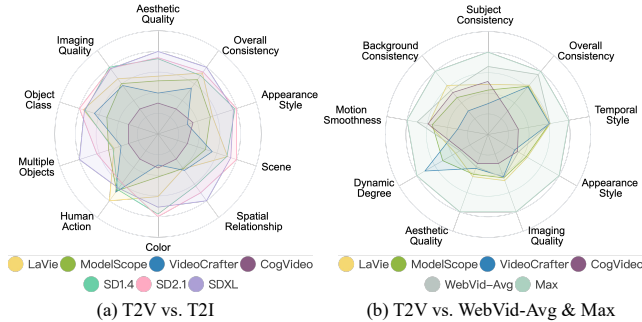 Aesthetic
Quality
Overall
Consistency
Appearance
Style
Scene
Spatial
Relationship
Color
Human
Action
Multiple
Objects
Object
Class
Imaging
Quality
LaVie
ModelScope
VideoCrafter
CogVideo
SD1.4
SD2.1
SDXL
(a) T2V vs. T2I
Subject
Consistency
Overall
Consistency
Temporal
Style
Appearance
Style
Imaging
Quality
Aesthetic
Quality
Dynamic
Degree
Motion
Smoothness
Background
Consistency
LaVie
ModelScope
VideoCrafter
CogVideo
WebVid-Avg
Max
(b) T2V vs. WebVid-Avg & Max